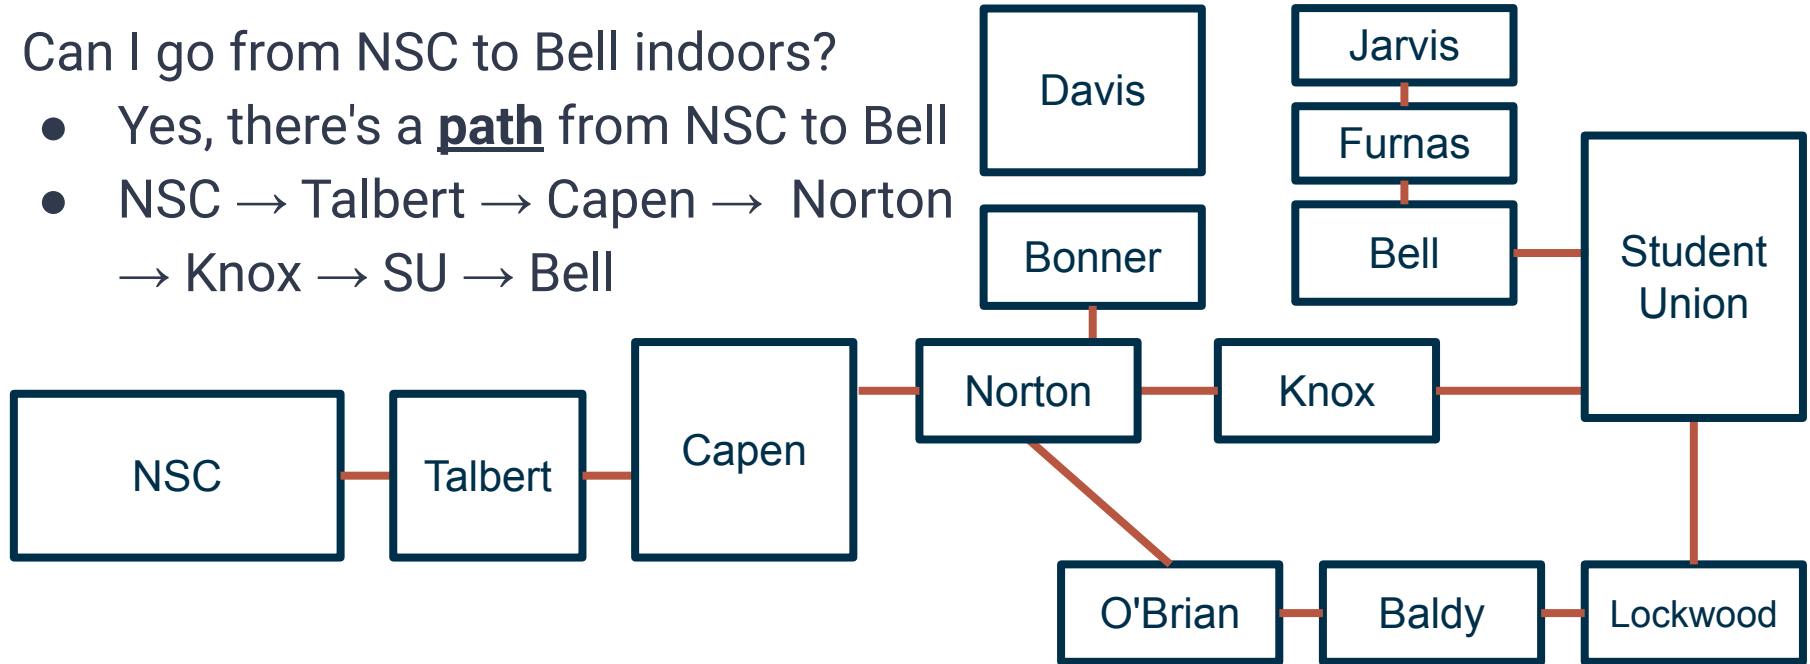 Can I go from NSC to Bell indoors?
● Yes, there's a path from NSC to Bell
● NSC → Talbert → Capen → Norton
→ Knox → SU → Bell
Davis
Jarvis
Furnas
Bonner
Bell
Student
Union
NSC
Talbert
Capen
Norton
Knox
O'Brian
Baldy
Lockwood